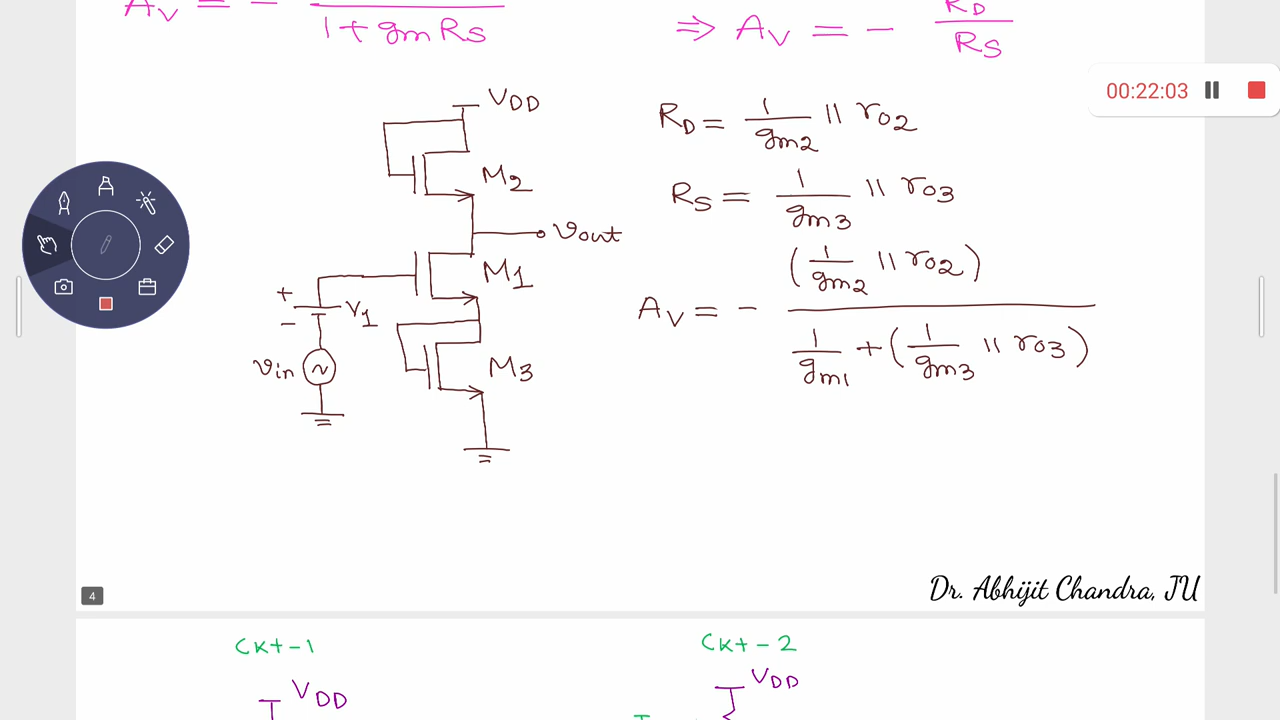 Av = -
1+gmRs
⇒ Av = - RD
Rs
00:22:03
VDD
RD = 1/gm2 || ro2
M2
Rs = 1/gm3 || ro3
vout
M1
+
V1
-
Av = - (1/gm2 || ro2) / 1/gm1 + (1/gm3 || ro3)
vin
M3
4
Dr. Abhijit Chandra, JU
Ckt-1
Ckt-2
VDD
VDD